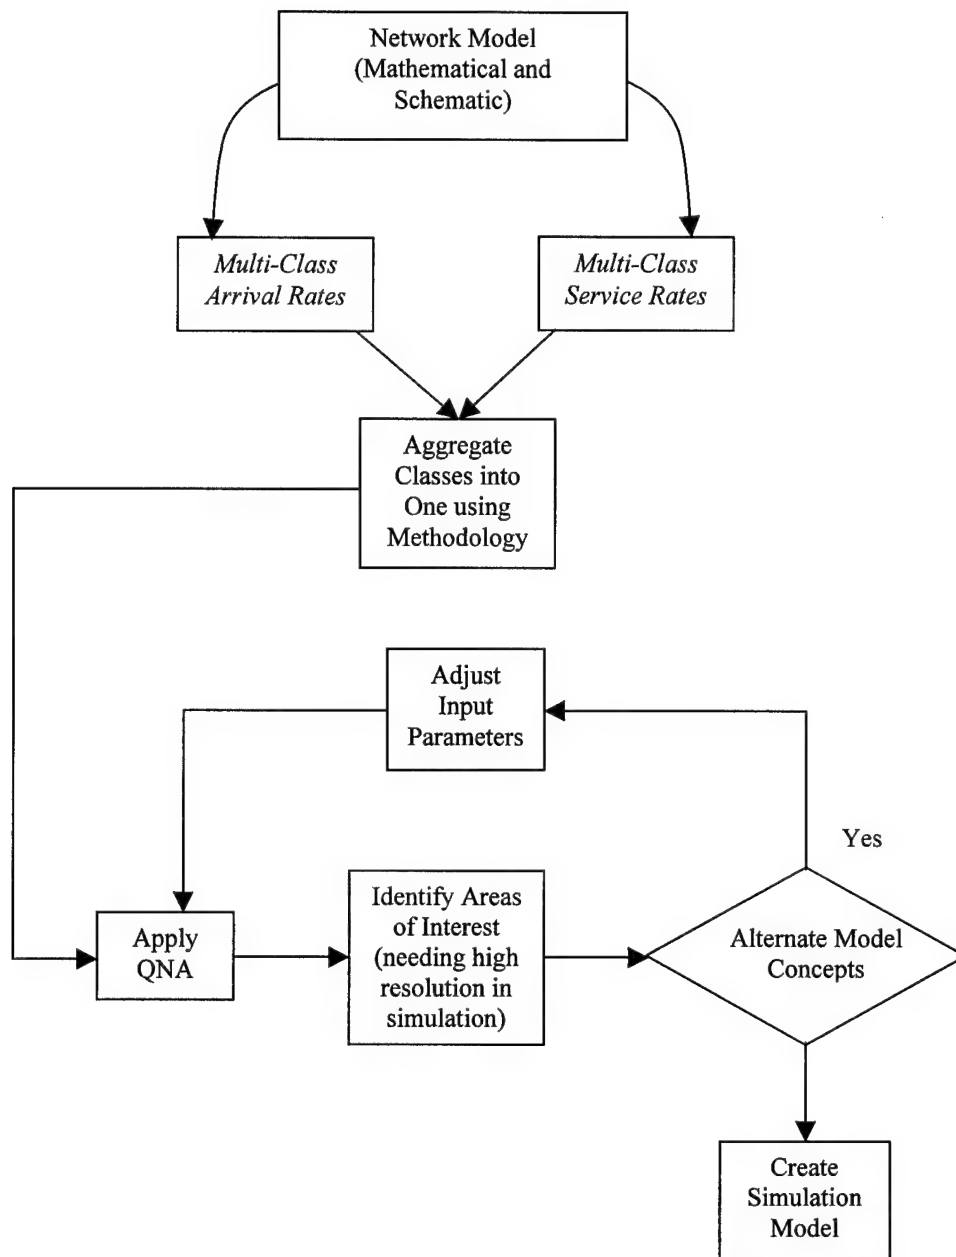 Network Model
(Mathematical and
Schematic)
Multi-Class
Arrival Rates
Multi-Class
Service Rates
Aggregate
Classes into
One using
Methodology
Adjust
Input
Parameters
Yes
Apply
QNA
Identify Areas
of Interest
(needing high
resolution in
simulation)
Alternate Model
Concepts
Create
Simulation
Model